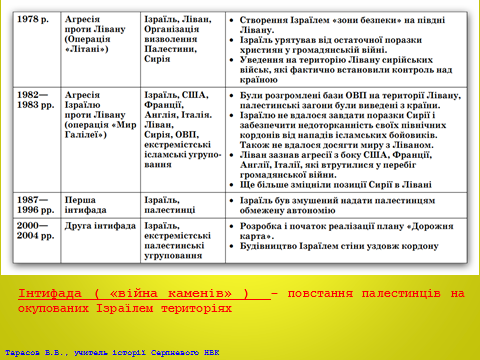 1978 р.
Агресія
проти Лівану
(Операція
«Літані»)
Ізраїль, Ліван,
Організація
визволення
Палестини,
Сирія
• Створення Ізраїлем «зони безпеки» на півдні
Лівану.
• Ізраїль урятував від остаточної поразки
християн у громадянській війні.
• Уведення на територію Лівану сирійських
військ, які фактично встановили контроль над
країною
1982—
1983 рр.
Агресія
Ізраїлю
проти Лівану
(операція «Мир
Галілеї»)
Ізраїль, США,
Франції,
Англія, Італія.
Ліван,
Сирія, ОВП,
екстремістські
ісламські угрупо-
вання
• Були розгромлені бази ОВП на території Лівану,
палестинські загони були виведені з країни.
• Ізраїлю не вдалося завдати поразки Сирії і
забезпечити недоторканність своїх північних
кордонів від нападів ісламських бойовиків.
Також не вдалося досягти миру з Ліваном.
• Ліван зазнав агресії з боку США, Франції,
Англії, Італії, які втрутилися у перебіг
громадянської війни.
• Ще більше зміцніли позиції Сирії в Лівані
1987—
1996 рр.
Перша
інтифада
Ізраїль,
палестинці
• Ізраїль був змушений надати палестинцям
обмежену автономію
2000—
2004 рр.
Друга інтифада
Ізраїль,
екстремістські
палестинські
угруповання
• Розробка і початок реалізації плану «Дорожня
карта».
• Будівництво Ізраїлем стіни уздовж кордону
Інтифада ( «війна каменів» ) – повстання палестинців на
окупованих Ізраїлем територіях
Тарасов В.В., учитель історії Серпневого НВК